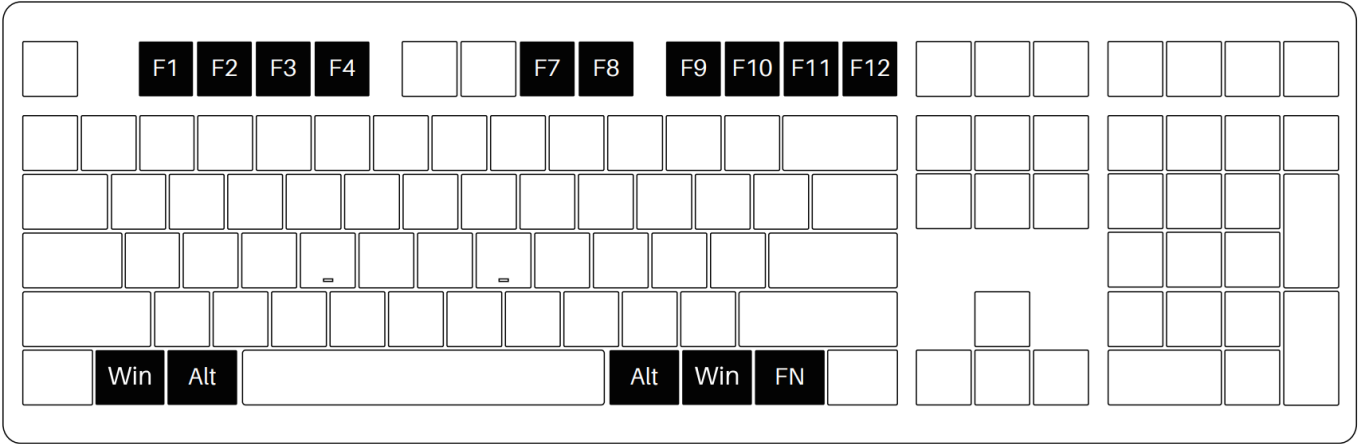 F1 F2 F3 F4 F7 F8 F9 F10 F11 F12
Win Alt Alt Win FN